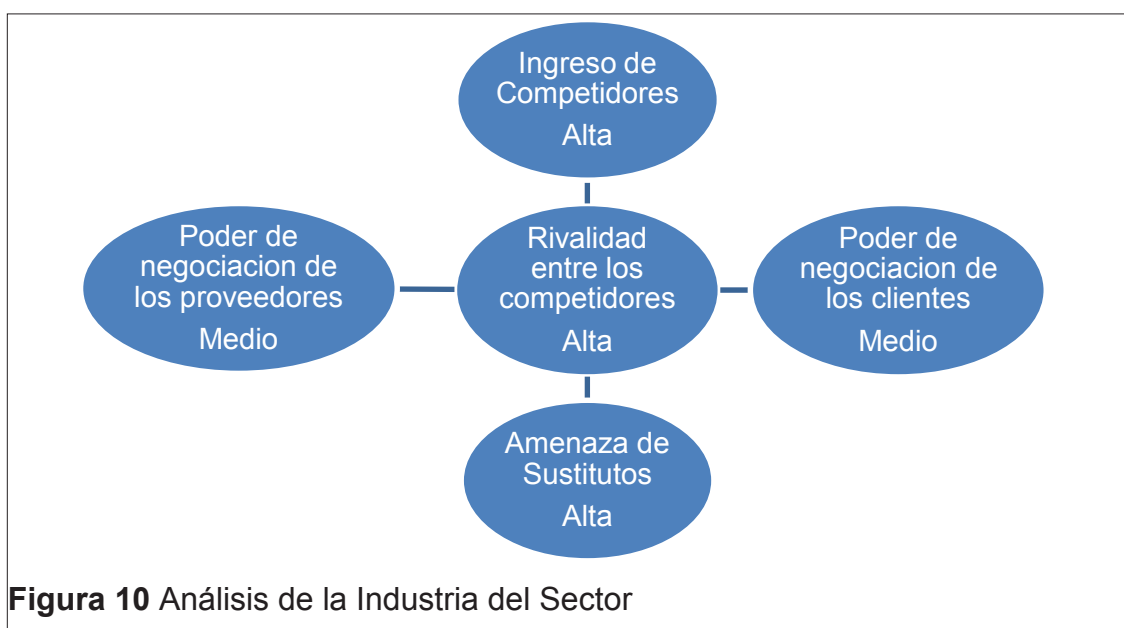 Ingreso de
Competidores
Alta
Poder de
negociacion de
los proveedores
Medio
Rivalidad
entre los
competidores
Alta
Poder de
negociacion de
los clientes
Medio
Amenaza de
Sustitutos
Alta
Figura 10 Análisis de la Industria del Sector